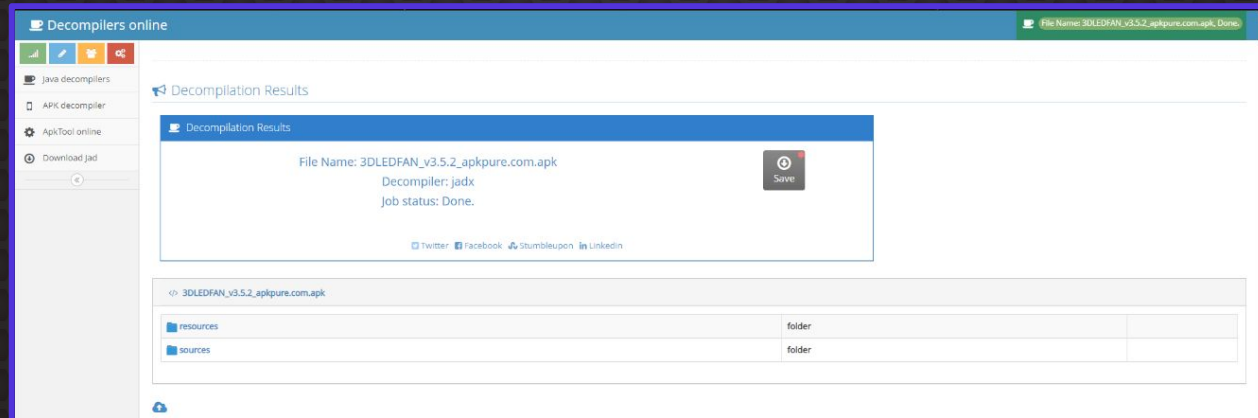 Decompilers online
File Name: 3DLEDFAN_v3.5.2_apkpure.com.apk, Done.
Java decompilers
APK decompiler
ApkTool online
Download Jad
Decompilation Results
Decompilation Results
File Name: 3DLEDFAN_v3.5.2_apkpure.com.apk
Decompiler: jadx
Job status: Done.
Save
Twitter Facebook Stumbleupon Linkedin
3DLEDFAN_v3.5.2_apkpure.com.apk
resources folder
sources folder